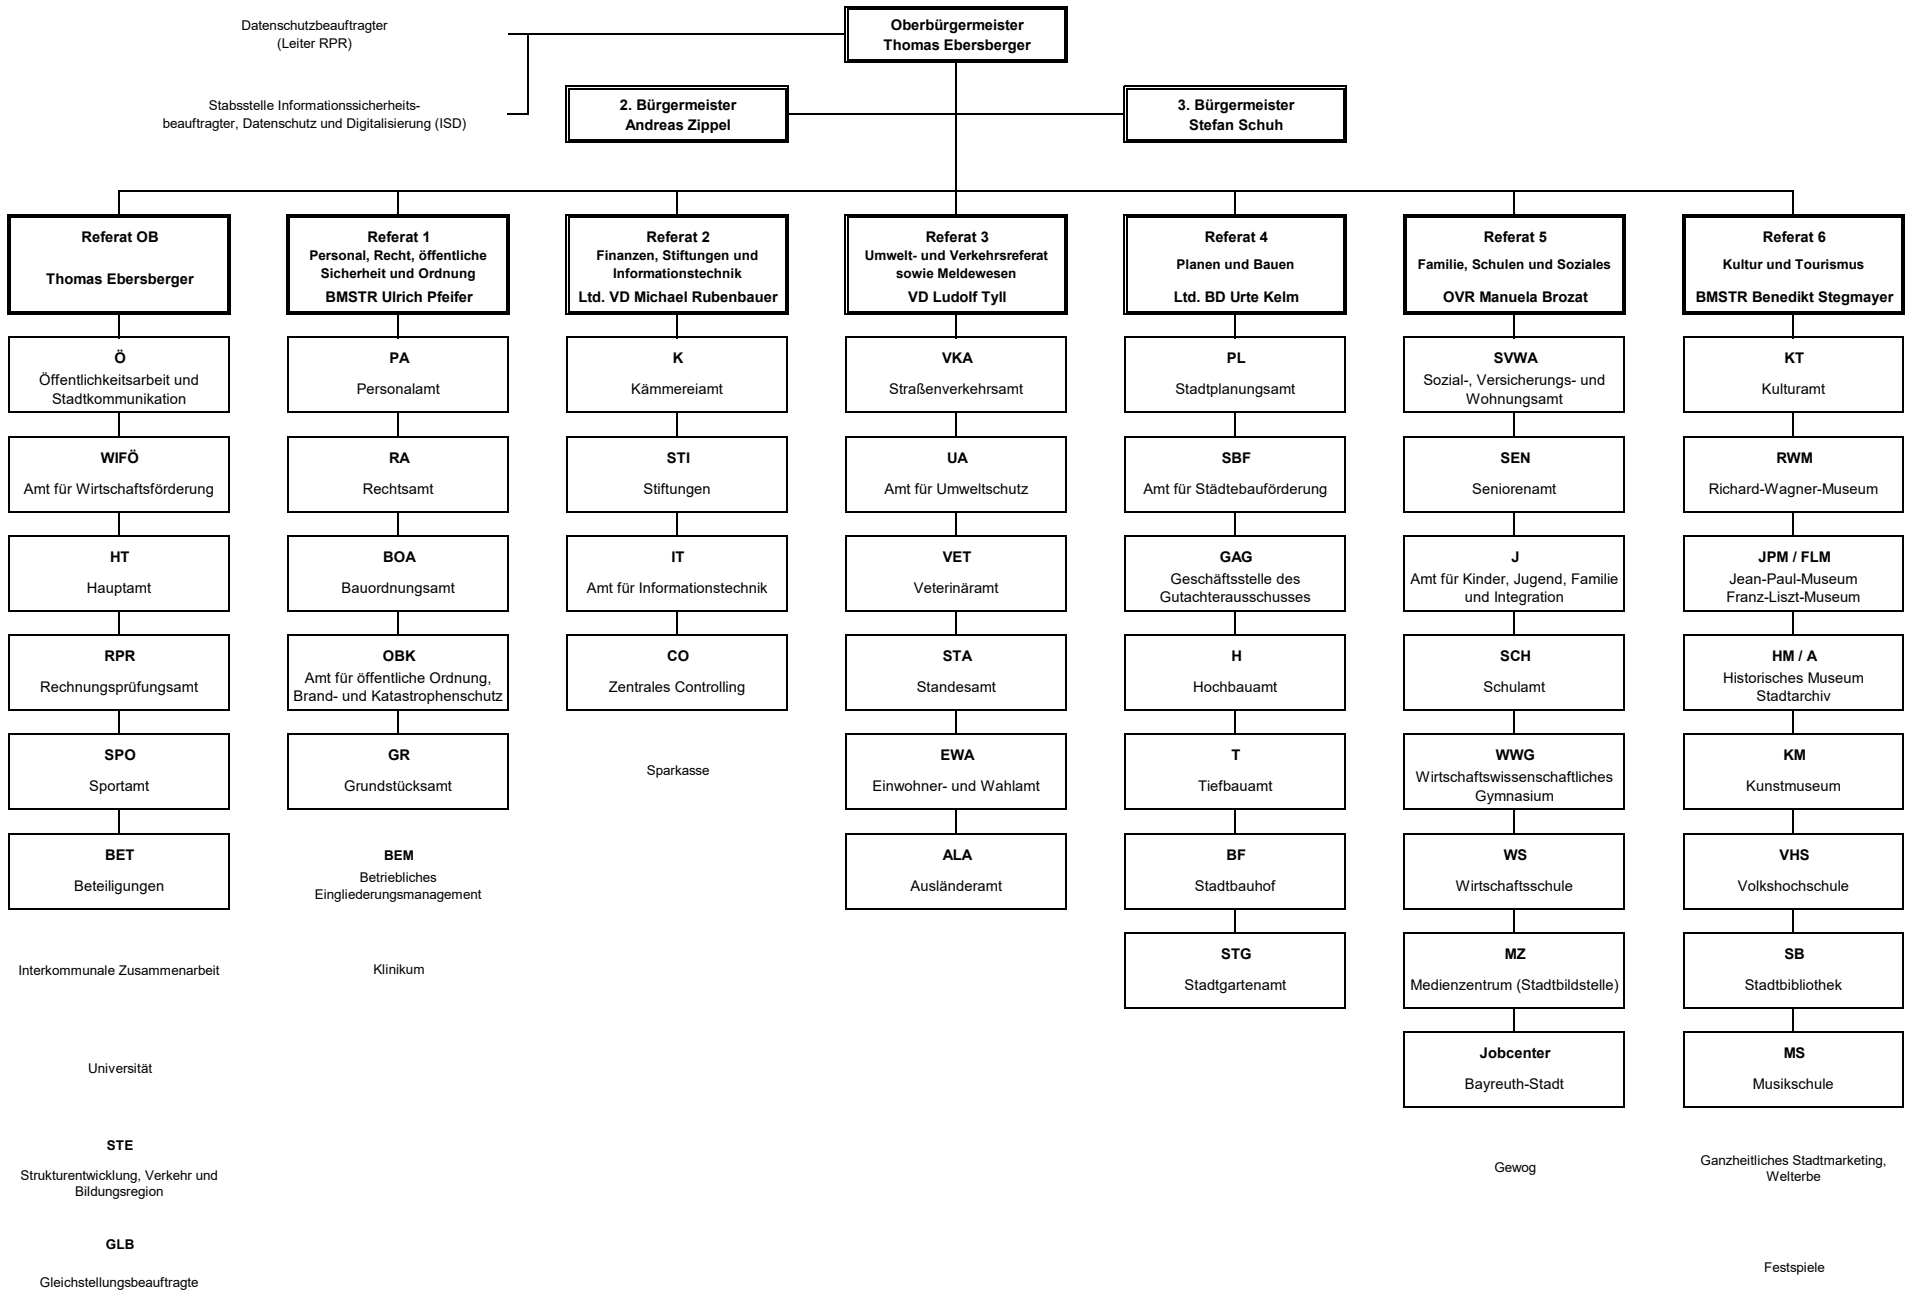 Datenschutzbeauftragter
(Leiter RPR)
Oberbürgermeister
Thomas Ebersberger
Stabsstelle Informationssicherheits-
beauftragter, Datenschutz und Digitalisierung (ISD)
2. Bürgermeister
Andreas Zippel
3. Bürgermeister
Stefan Schuh
Referat OB
Thomas Ebersberger
Ö
Öffentlichkeitsarbeit und
Stadtkommunikation
WIFÖ
Amt für Wirtschaftsförderung
HT
Hauptamt
RPR
Rechnungsprüfungsamt
SPO
Sportamt
BET
Beteiligungen
Interkommunale Zusammenarbeit
Universität
STE
Strukturentwicklung, Verkehr und
Bildungsregion
GLB
Gleichstellungsbeauftragte
Referat 1
Personal, Recht, öffentliche
Sicherheit und Ordnung
BMSTR Ulrich Pfeifer
PA
Personalamt
RA
Rechtsamt
BOA
Bauordnungsamt
OBK
Amt für öffentliche Ordnung,
Brand- und Katastrophenschutz
GR
Grundstücksamt
BEM
Betriebliches
Eingliederungsmanagement
Klinikum
Referat 2
Finanzen, Stiftungen und
Informationstechnik
Ltd. VD Michael Rubenbauer
K
Kämmereiamt
STI
Stiftungen
IT
Amt für Informationstechnik
CO
Zentrales Controlling
Sparkasse
Referat 3
Umwelt- und Verkehrsreferat
sowie Meldewesen
VD Ludolf Tyll
VKA
Straßenverkehrsamt
UA
Amt für Umweltschutz
VET
Veterinäramt
STA
Standesamt
EWA
Einwohner- und Wahlamt
ALA
Ausländeramt
Referat 4
Planen und Bauen
Ltd. BD Urte Kelm
PL
Stadtplanungsamt
SBF
Amt für Städtebauförderung
GAG
Geschäftsstelle des
Gutachterausschusses
H
Hochbauamt
T
Tiefbauamt
BF
Stadtbauhof
STG
Stadtgartenamt
Referat 5
Familie, Schulen und Soziales
OVR Manuela Brozat
SVWA
Sozial-, Versicherungs- und
Wohnungsamt
SEN
Seniorenamt
J
Amt für Kinder, Jugend, Familie
und Integration
SCH
Schulamt
WWG
Wirtschaftswissenschaftliches
Gymnasium
WS
Wirtschaftsschule
MZ
Medienzentrum (Stadtbildstelle)
Jobcenter
Bayreuth-Stadt
Gewog
Referat 6
Kultur und Tourismus
BMSTR Benedikt Stegmayer
KT
Kulturamt
RWM
Richard-Wagner-Museum
JPM / FLM
Jean-Paul-Museum
Franz-Liszt-Museum
HM / A
Historisches Museum
Stadtarchiv
KM
Kunstmuseum
VHS
Volkshochschule
SB
Stadtbibliothek
MS
Musikschule
Ganzheitliches Stadtmarketing,
Welterbe
Festspiele